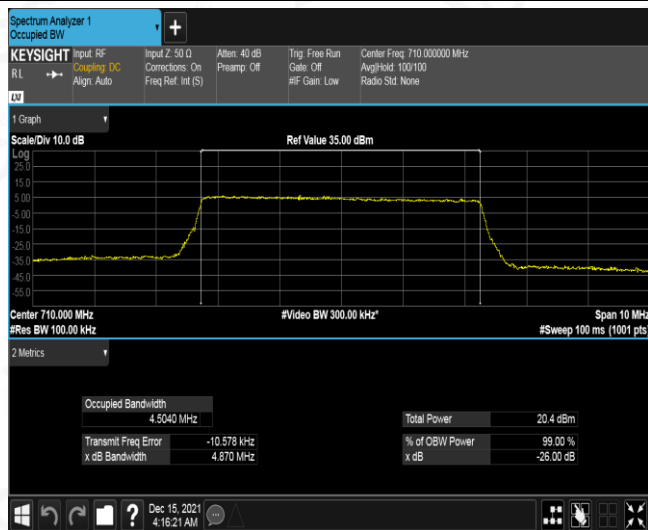 Spectrum Analyzer 1
Occupied BW
+
KEYSIGHT
RL
LXI
Input: RF
Coupling: DC
Align: Auto
Input Z: 50 Ω
Corrections: On
Freq Ref: Int (S)
Atten: 40 dB
Preamp: Off
Trig: Free Run
Gate: Off
#IF Gain: Low
Center Freq: 710.000000 MHz
Avg|Hold: 100/100
Radio Std: None
1 Graph
Scale/Div 10.0 dB
Ref Value 35.00 dBm
Log
25.0
15.0
5.00
-5.00
-15.0
-25.0
-35.0
-45.0
-55.0
Center 710.000 MHz
#Video BW 300.00 kHz*
Span 10 MHz
#Res BW 100.00 kHz
#Sweep 100 ms (1001 pts)
2 Metrics
Occupied Bandwidth
4.5040 MHz
Total Power 20.4 dBm
Transmit Freq Error -10.578 kHz
% of OBW Power 99.00 %
x dB Bandwidth 4.870 MHz
x dB -26.00 dB
?
Dec 15, 2021
4:16:21 AM